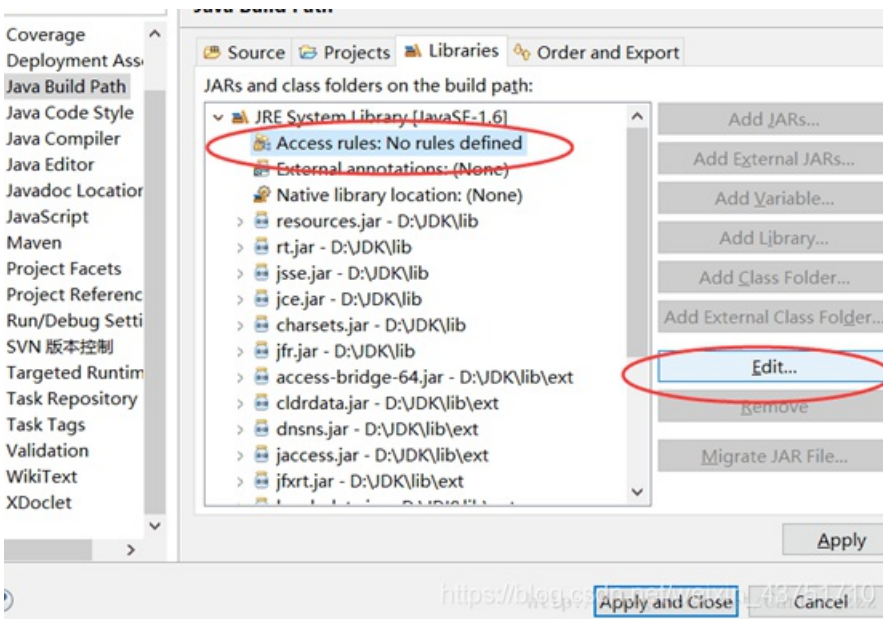 Java Build Path
Coverage
Deployment Ass
Java Build Path
Java Code Style
Java Compiler
Java Editor
Javadoc Location
JavaScript
Maven
Project Facets
Project Referenc
Run/Debug Setti
SVN 版本控制
Targeted Runtim
Task Repository
Task Tags
Validation
WikiText
XDoclet
Source Projects Libraries Order and Export
JARs and class folders on the build path:
JRE System Library [JavaSE-1.6]
Access rules: No rules defined
External annotations: (None)
Native library location: (None)
resources.jar - D:\JDK\lib
rt.jar - D:\JDK\lib
jsse.jar - D:\JDK\lib
jce.jar - D:\JDK\lib
charsets.jar - D:\JDK\lib
jfr.jar - D:\JDK\lib
access-bridge-64.jar - D:\JDK\lib\ext
cldrdata.jar - D:\JDK\lib\ext
dnsns.jar - D:\JDK\lib\ext
jaccess.jar - D:\JDK\lib\ext
jfxrt.jar - D:\JDK\lib\ext
Add JARs...
Add External JARs...
Add Variable...
Add Library...
Add Class Folder...
Add External Class Folder...
Edit...
Remove
Migrate JAR File...
Apply
Apply and Close
Cancel
https://blog.csdn.net/weixin_43751710